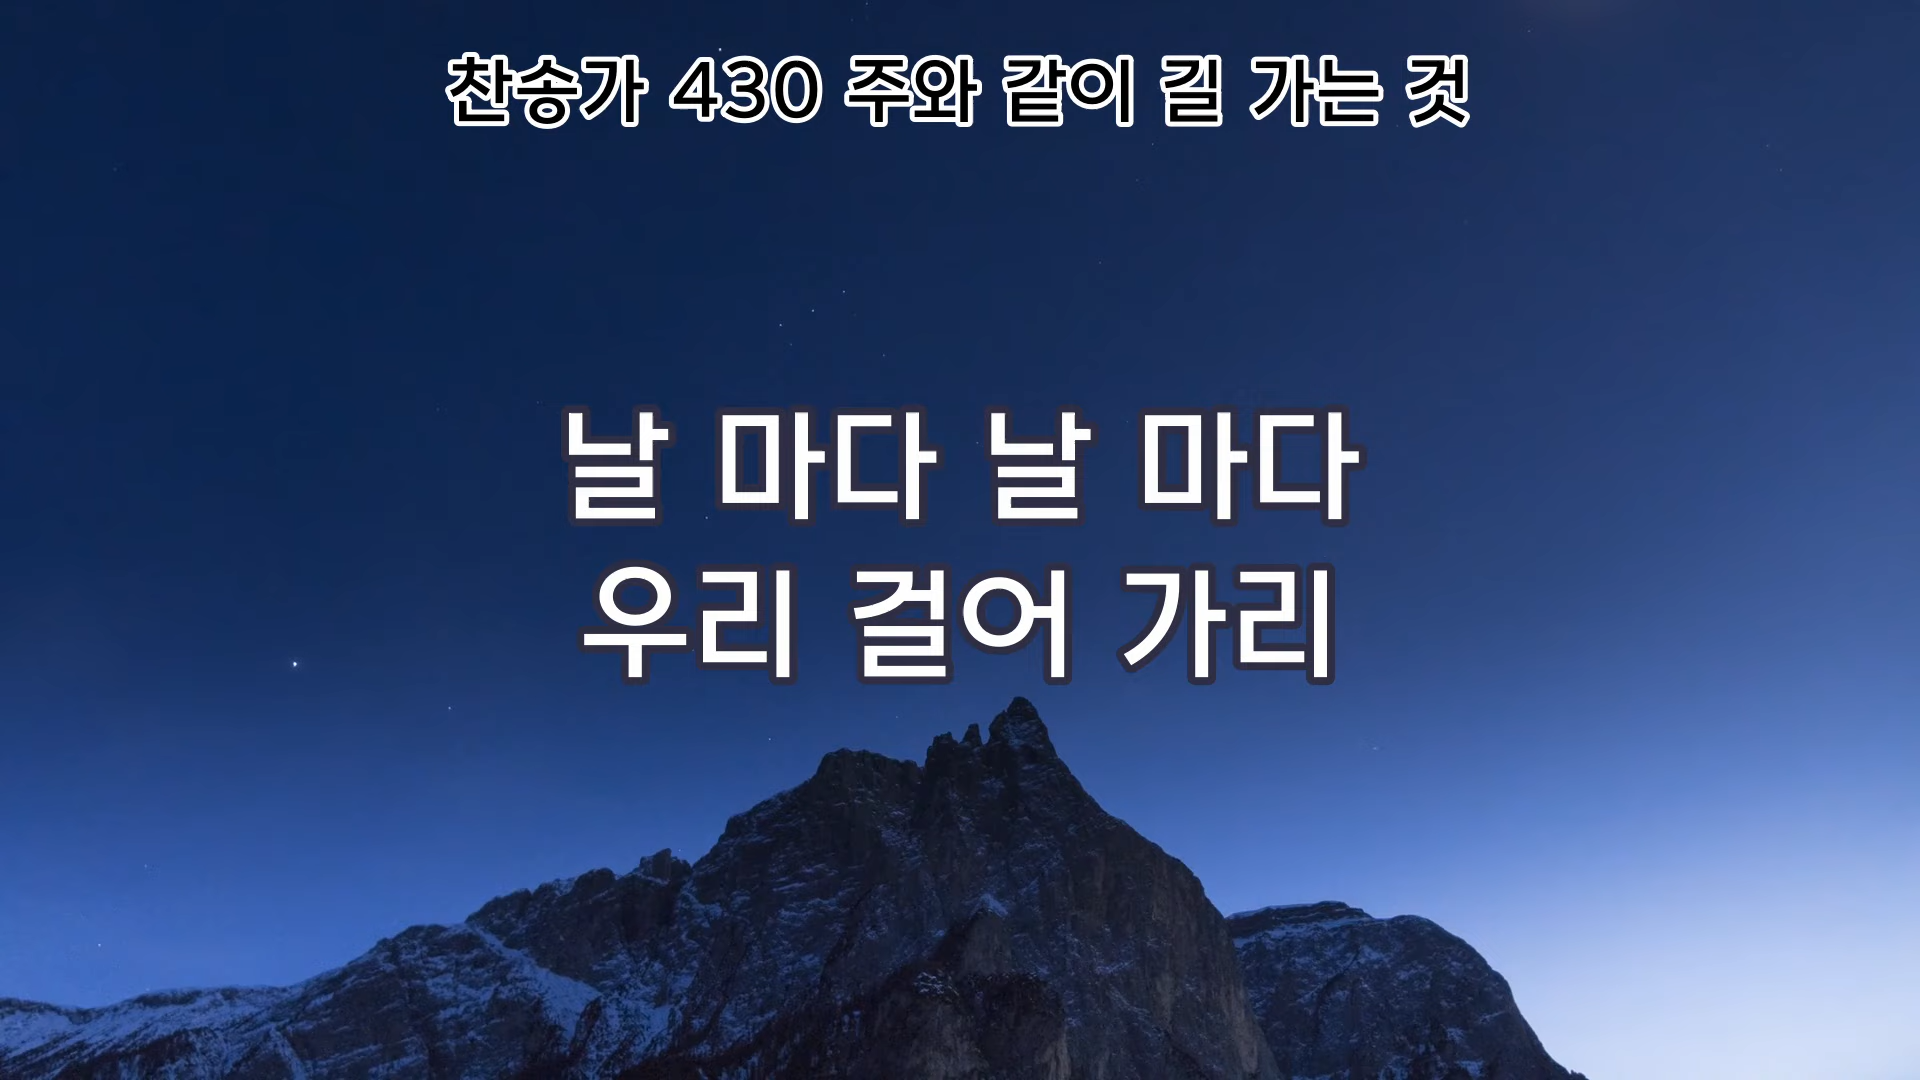 찬송가 430 주와 같이 길 가는 것
날 마다 날 마다
우리 걸어 가리